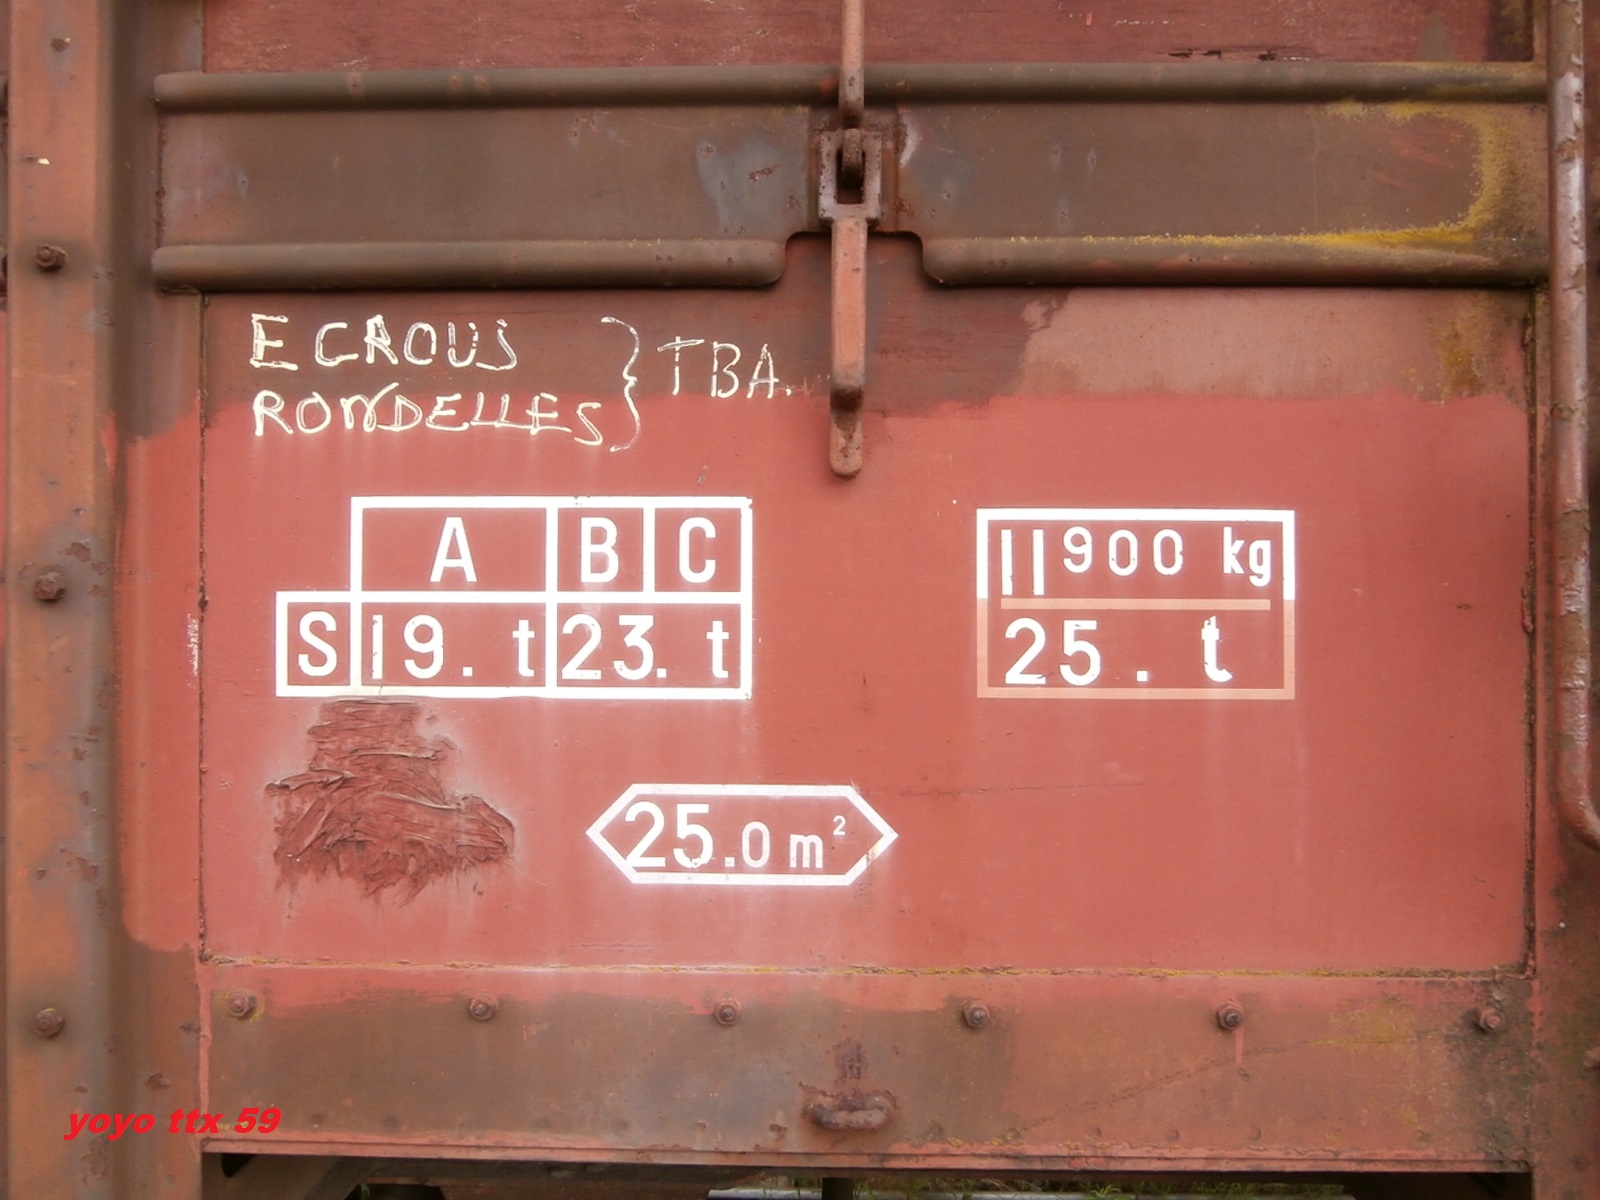 ECROUS
RONDELLES } TBA.
A B C
S 19. t 23. t
11900 kg
25. t
25.0 m²
yoyo ttx 59